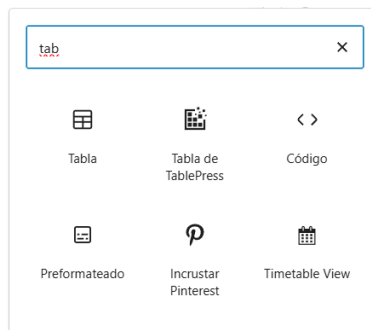 tab
Tabla
Tabla de
TablePress
Código
Preformateado
Incrustar
Pinterest
Timetable View